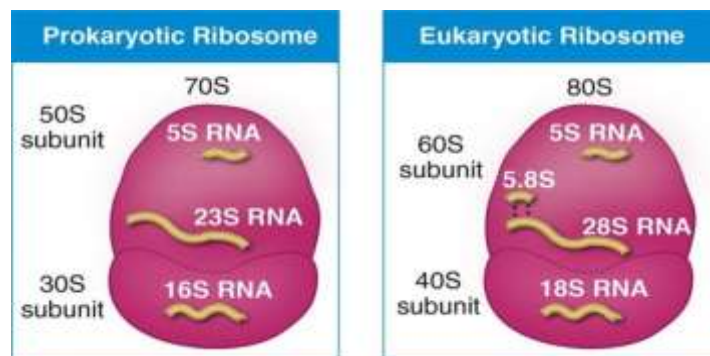 Prokaryotic Ribosome
70S
50S
subunit
5S RNA
23S RNA
30S
subunit
16S RNA
Eukaryotic Ribosome
80S
60S
subunit
5S RNA
5.8S
28S RNA
40S
subunit
18S RNA